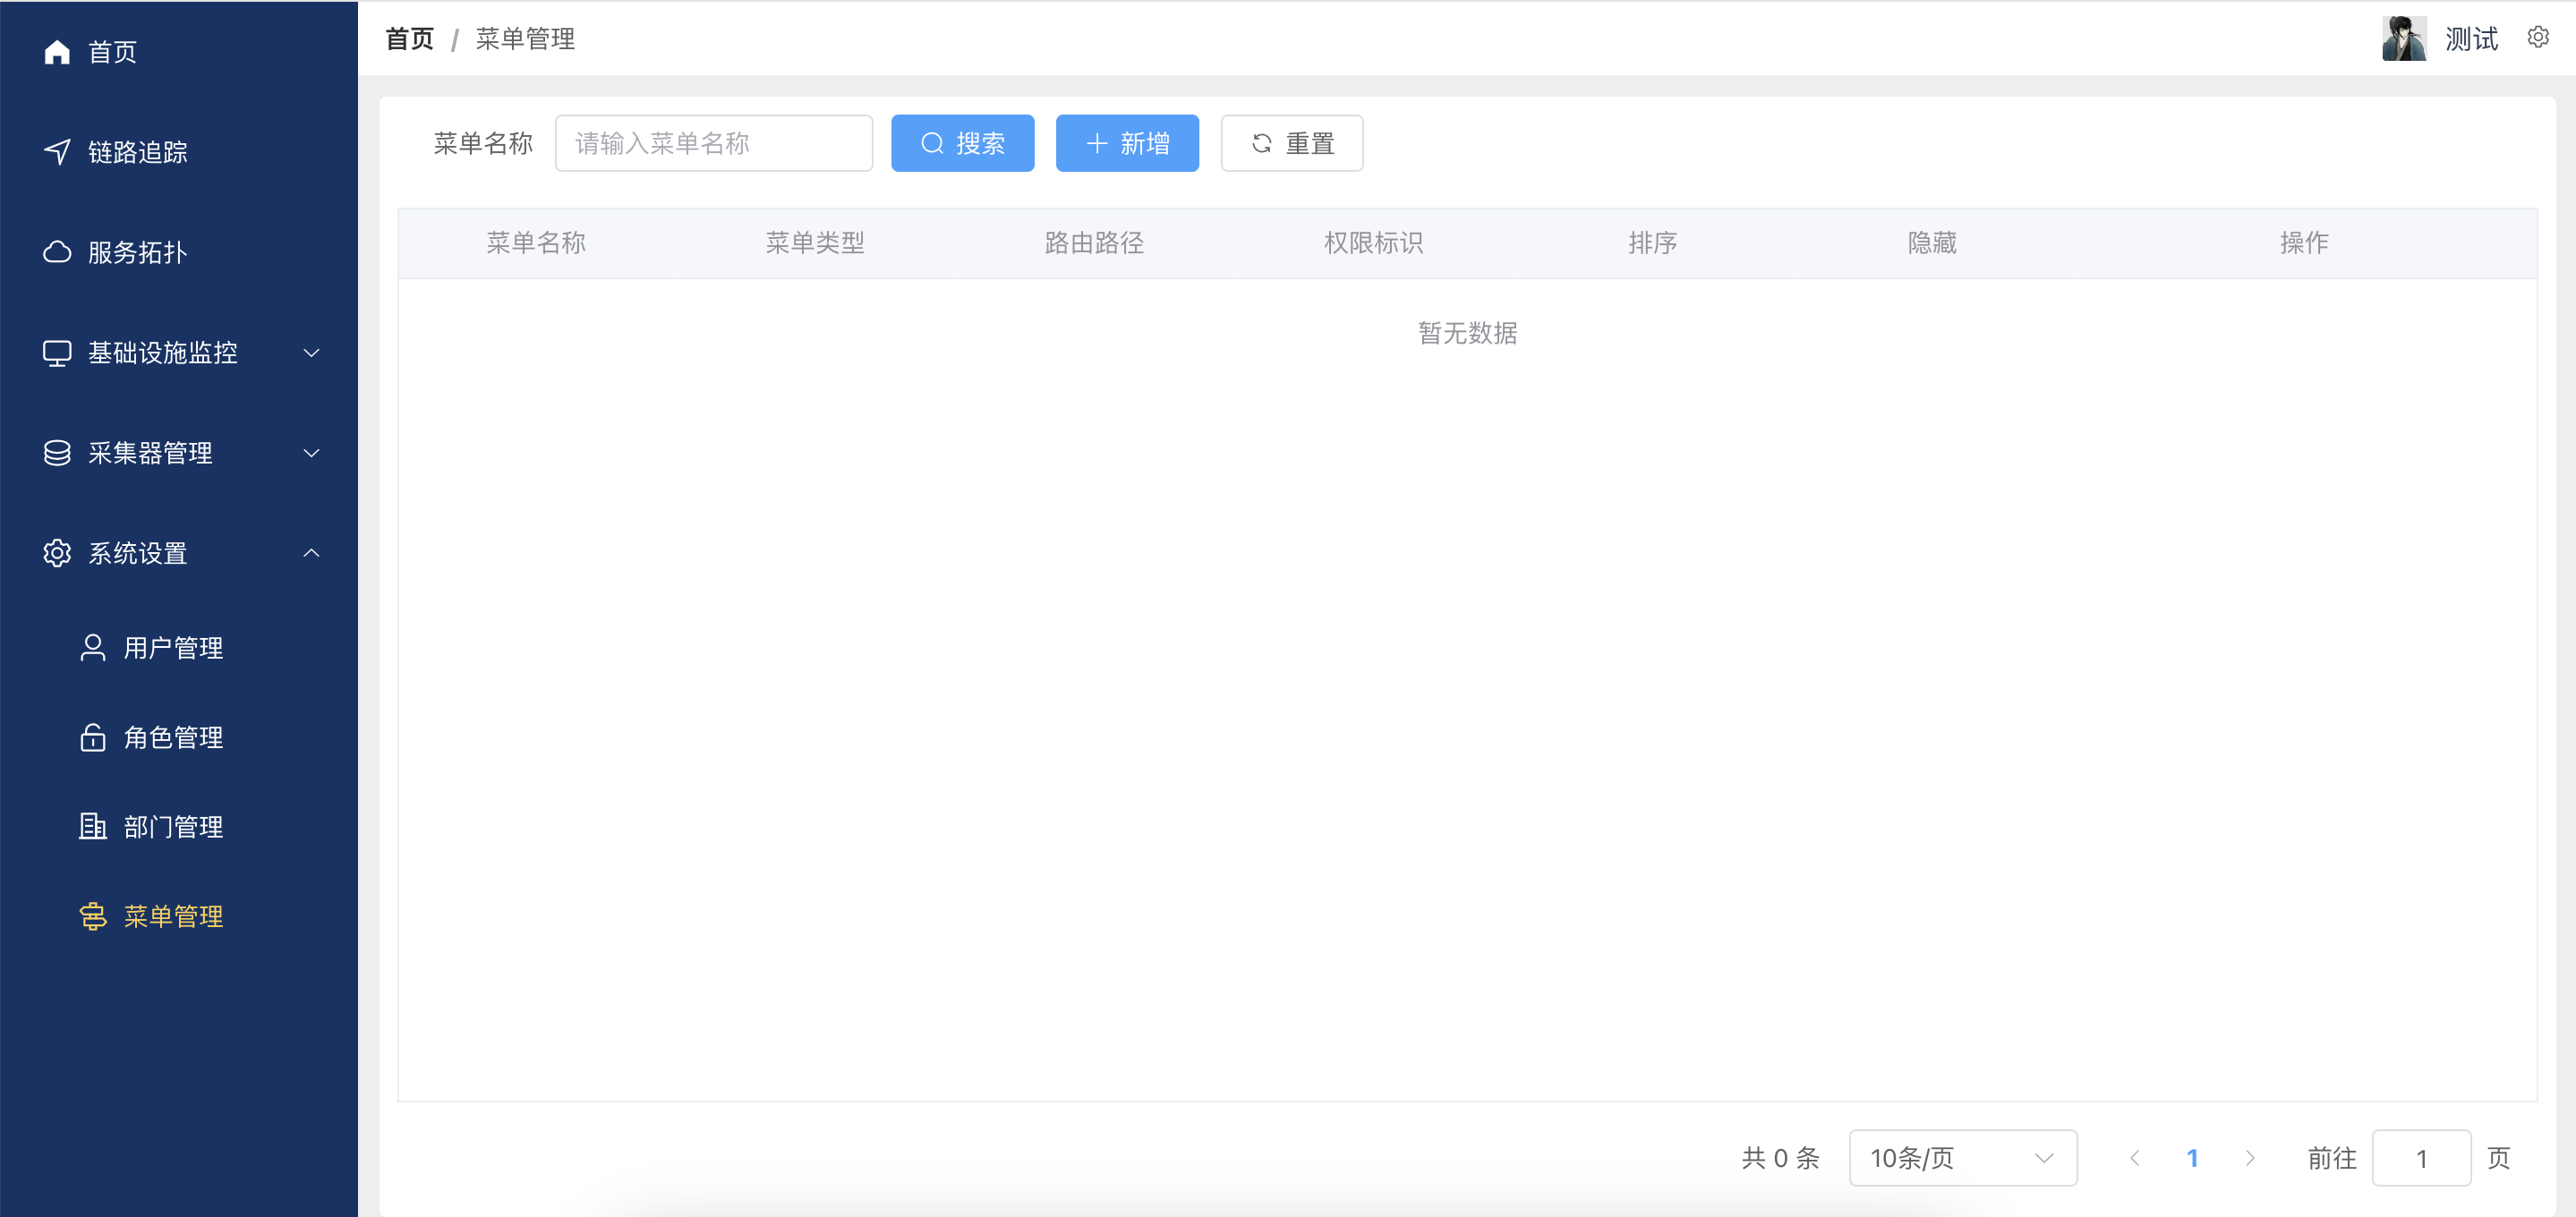 首页
链路追踪
服务拓扑
基础设施监控
采集器管理
系统设置
用户管理
角色管理
部门管理
菜单管理
首页 / 菜单管理
测试
菜单名称 请输入菜单名称 搜索 新增 重置
菜单名称 菜单类型 路由路径 权限标识 排序 隐藏 操作
暂无数据
共 0 条 10条/页 1 前往 1 页